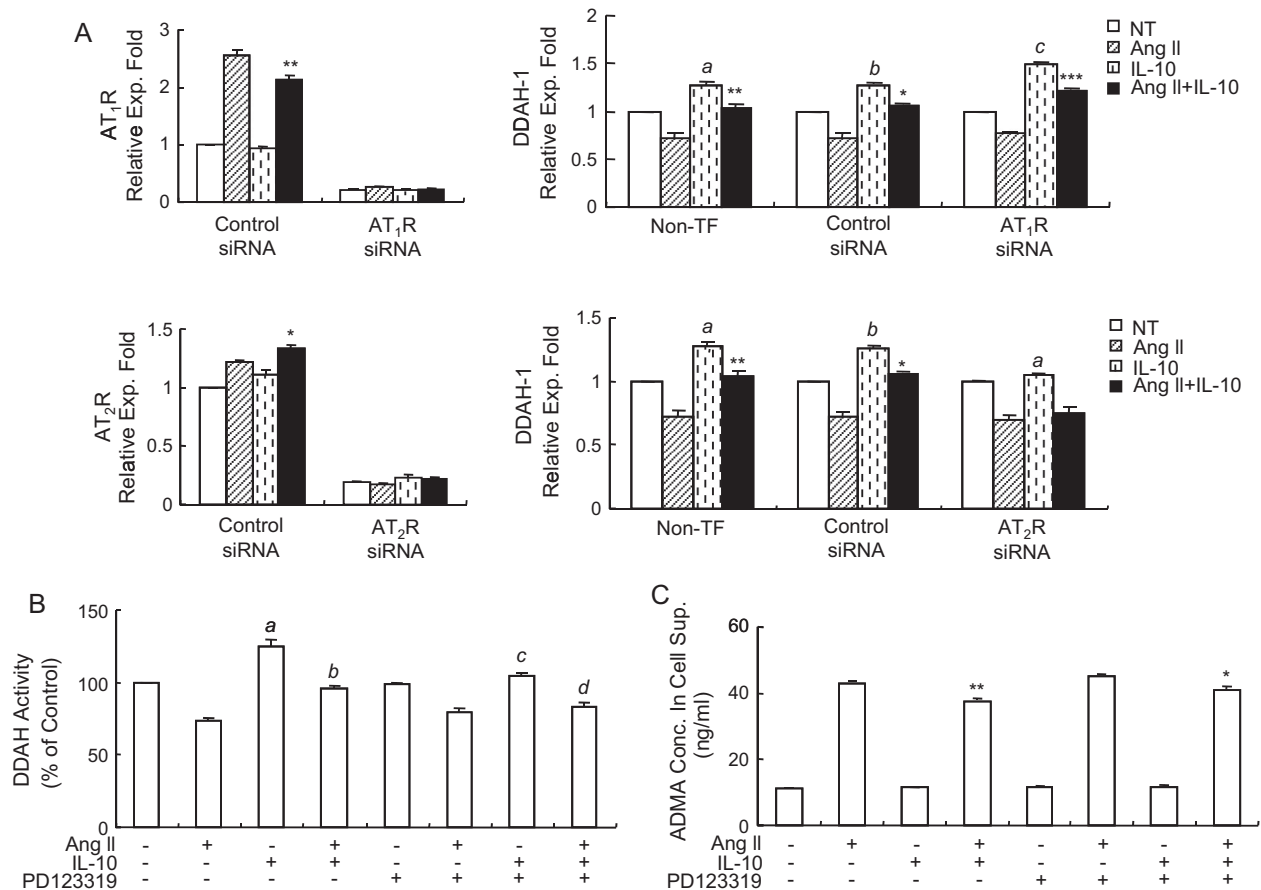 A
AT1R
Relative Exp. Fold
3
2
1
0
**
Control
siRNA
AT1R
siRNA
DDAH-1
Relative Exp. Fold
2
1.5
1
0.5
0
a
**
b
*
c
***
Non-TF
Control
siRNA
AT1R
siRNA
NT
Ang II
IL-10
Ang II+IL-10
AT2R
Relative Exp. Fold
1.5
1
0.5
0
*
Control
siRNA
AT2R
siRNA
DDAH-1
Relative Exp. Fold
1.5
1
0.5
0
a
**
b
*
a
Non-TF
Control
siRNA
AT2R
siRNA
NT
Ang II
IL-10
Ang II+IL-10
B
DDAH Activity
(% of Control)
150
100
50
0
a
b
c
d
Ang II - + - + - + - +
IL-10 - - + + - - + +
PD123319 - - - - + + + +
C
ADMA Conc. In Cell Sup.
(ng/ml)
60
40
20
0
**
*
Ang II - + - + - + - +
IL-10 - - + + - - + +
PD123319 - - - - + + + +